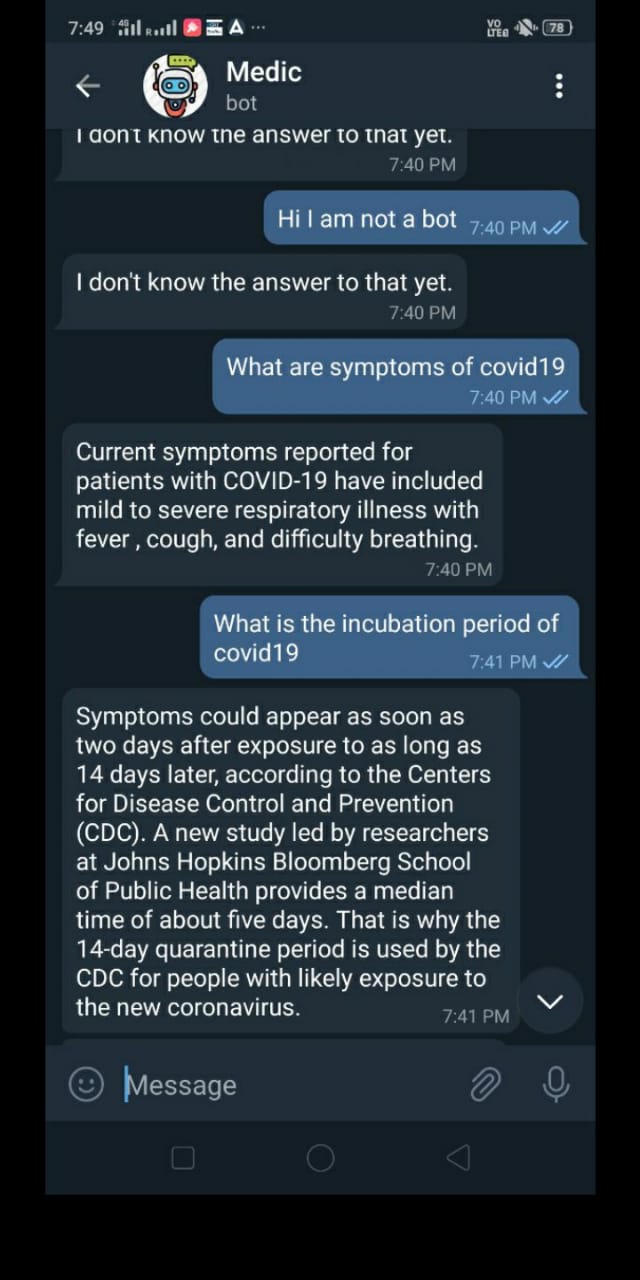 7:49 4G R A ...
VO LTEA 78
Medic
bot
I don't know the answer to that yet.
7:40 PM
Hi I am not a bot 7:40 PM
I don't know the answer to that yet.
7:40 PM
What are symptoms of covid19
7:40 PM
Current symptoms reported for
patients with COVID-19 have included
mild to severe respiratory illness with
fever , cough, and difficulty breathing.
7:40 PM
What is the incubation period of
covid19 7:41 PM
Symptoms could appear as soon as
two days after exposure to as long as
14 days later, according to the Centers
for Disease Control and Prevention
(CDC). A new study led by researchers
at Johns Hopkins Bloomberg School
of Public Health provides a median
time of about five days. That is why the
14-day quarantine period is used by the
CDC for people with likely exposure to
the new coronavirus. 7:41 PM
Message